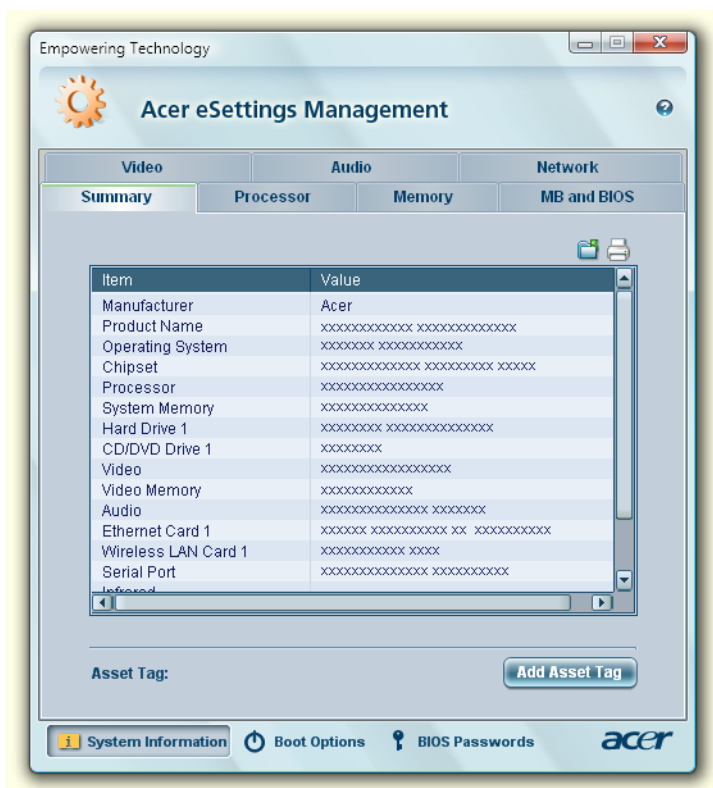 Empowering Technology
Acer eSettings Management
Video Audio Network
Summary Processor Memory MB and BIOS
Item Value
Manufacturer Acer
Product Name xxxxxxxxxxxx xxxxxxxxxxxxx
Operating System xxxxxxx xxxxxxxxxxx
Chipset xxxxxxxxxxxxx xxxxxxxxx xxxxx
Processor xxxxxxxxxxxxxxxx
System Memory xxxxxxxxxxxxxx
Hard Drive 1 xxxxxxxx xxxxxxxxxxxxxx
CD/DVD Drive 1 xxxxxxxx
Video xxxxxxxxxxxxxxxxx
Video Memory xxxxxxxxxxxx
Audio xxxxxxxxxxxxxx xxxxxxx
Ethernet Card 1 xxxxxx xxxxxxxxxx xx xxxxxxxxxx
Wireless LAN Card 1 xxxxxxxxxxx xxxx
Serial Port xxxxxxxxxxxxxx xxxxxxxxxx
Infrared
Asset Tag: Add Asset Tag
System Information Boot Options BIOS Passwords acer